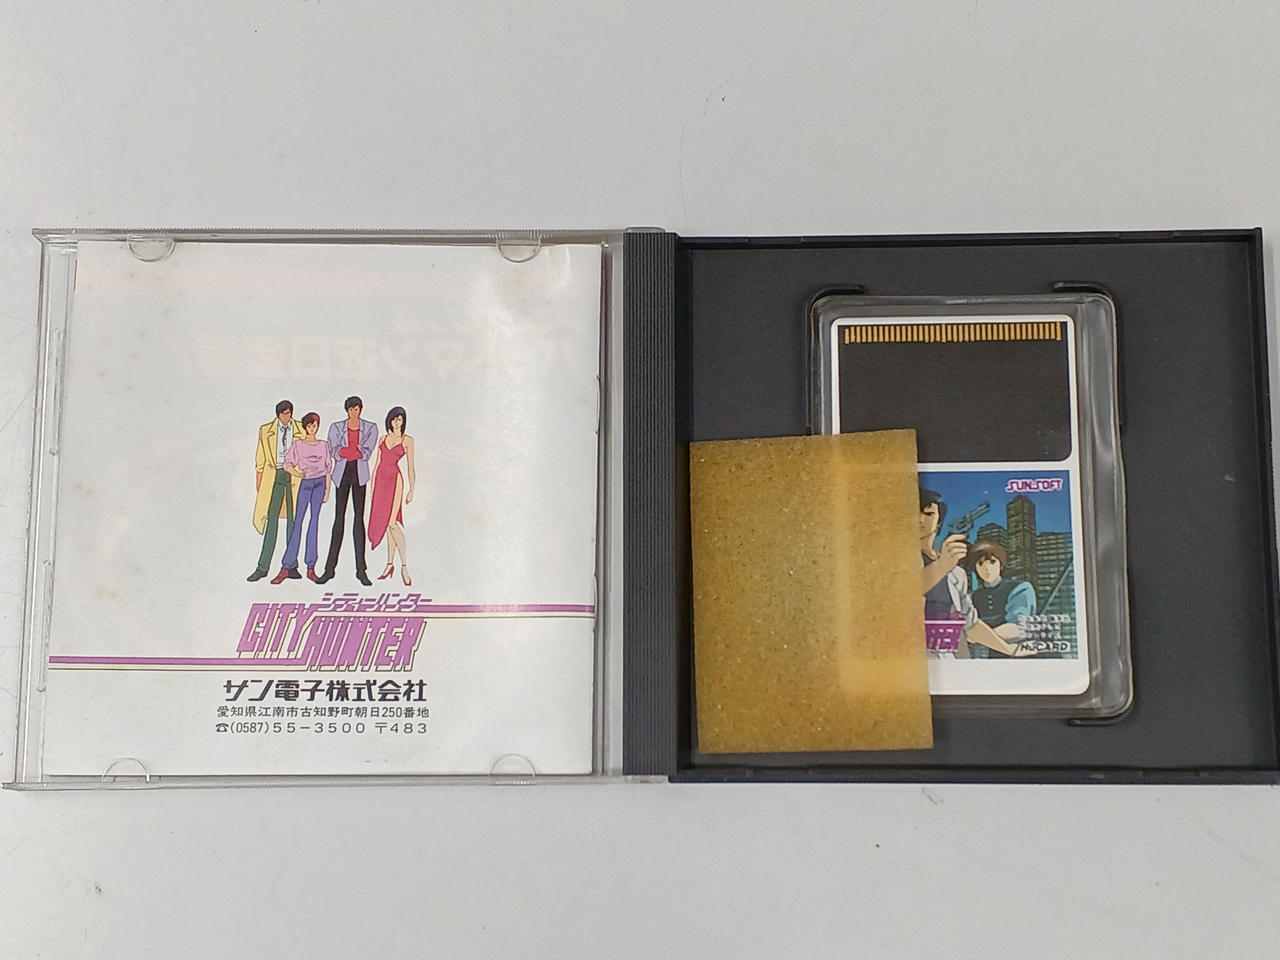 シティーハンター
CITY HUNTER
サン電子株式会社
愛知県江南市古知野町朝日250番地
☎(0587)55-3500 〒483
SUNSOFT
HuCARD